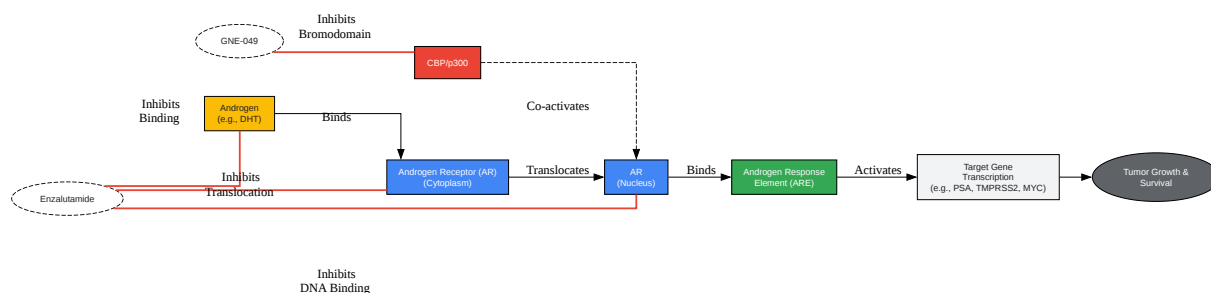 Inhibits
Bromodomain
GNE-049
CBP/p300
Inhibits
Binding
Androgen
(e.g., DHT)
Binds
Co-activates
Inhibits
Translocation
Enzalutamide
Androgen Receptor (AR)
(Cytoplasm)
Translocates
AR
(Nucleus)
Binds
Androgen Response
Element (ARE)
Activates
Target Gene
Transcription
(e.g., PSA, TMPRSS2, MYC)
Tumor Growth &
Survival
Inhibits
DNA Binding